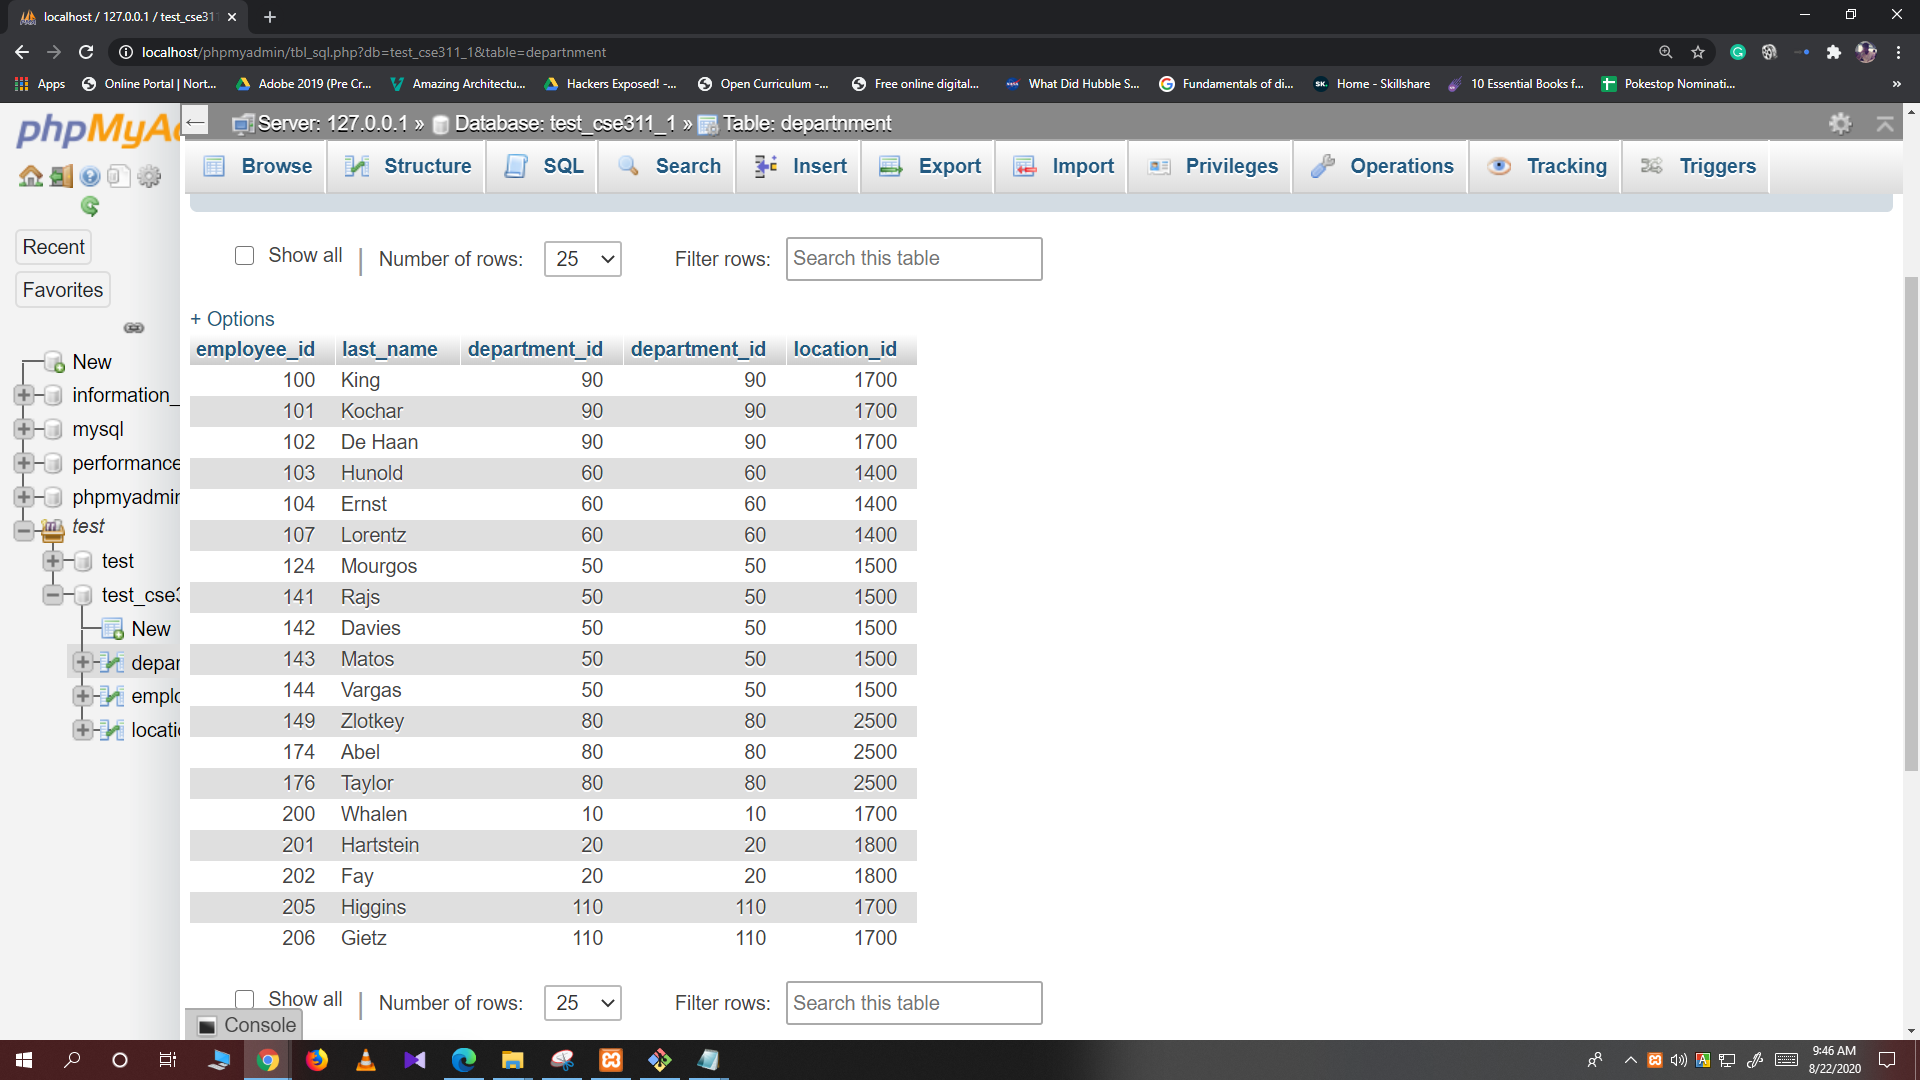 localhost / 127.0.0.1 / test_cse311
localhost/phpmyadmin/tbl_sql.php?db=test_cse311_1&table=departnment
Apps Online Portal | Nort... Adobe 2019 (Pre Cr... Amazing Architectu... Hackers Exposed! -... Open Curriculum -... Free online digital... What Did Hubble S... Fundamentals of di... Home - Skillshare 10 Essential Books f... Pokestop Nominati... »
phpMyAd
Server: 127.0.0.1 » Database: test_cse311_1 » Table: departnment
Browse Structure SQL Search Insert Export Import Privileges Operations Tracking Triggers
Recent
Favorites
New
information_
mysql
performance
phpmyadmin
test
test
test_cse3
New
depar
emplo
locatio
Show all | Number of rows: 25 Filter rows: Search this table
+ Options
employee_id last_name department_id department_id location_id
100 King 90 90 1700
101 Kochar 90 90 1700
102 De Haan 90 90 1700
103 Hunold 60 60 1400
104 Ernst 60 60 1400
107 Lorentz 60 60 1400
124 Mourgos 50 50 1500
141 Rajs 50 50 1500
142 Davies 50 50 1500
143 Matos 50 50 1500
144 Vargas 50 50 1500
149 Zlotkey 80 80 2500
174 Abel 80 80 2500
176 Taylor 80 80 2500
200 Whalen 10 10 1700
201 Hartstein 20 20 1800
202 Fay 20 20 1800
205 Higgins 110 110 1700
206 Gietz 110 110 1700
Show all | Number of rows: 25 Filter rows: Search this table
Console
9:46 AM
8/22/2020